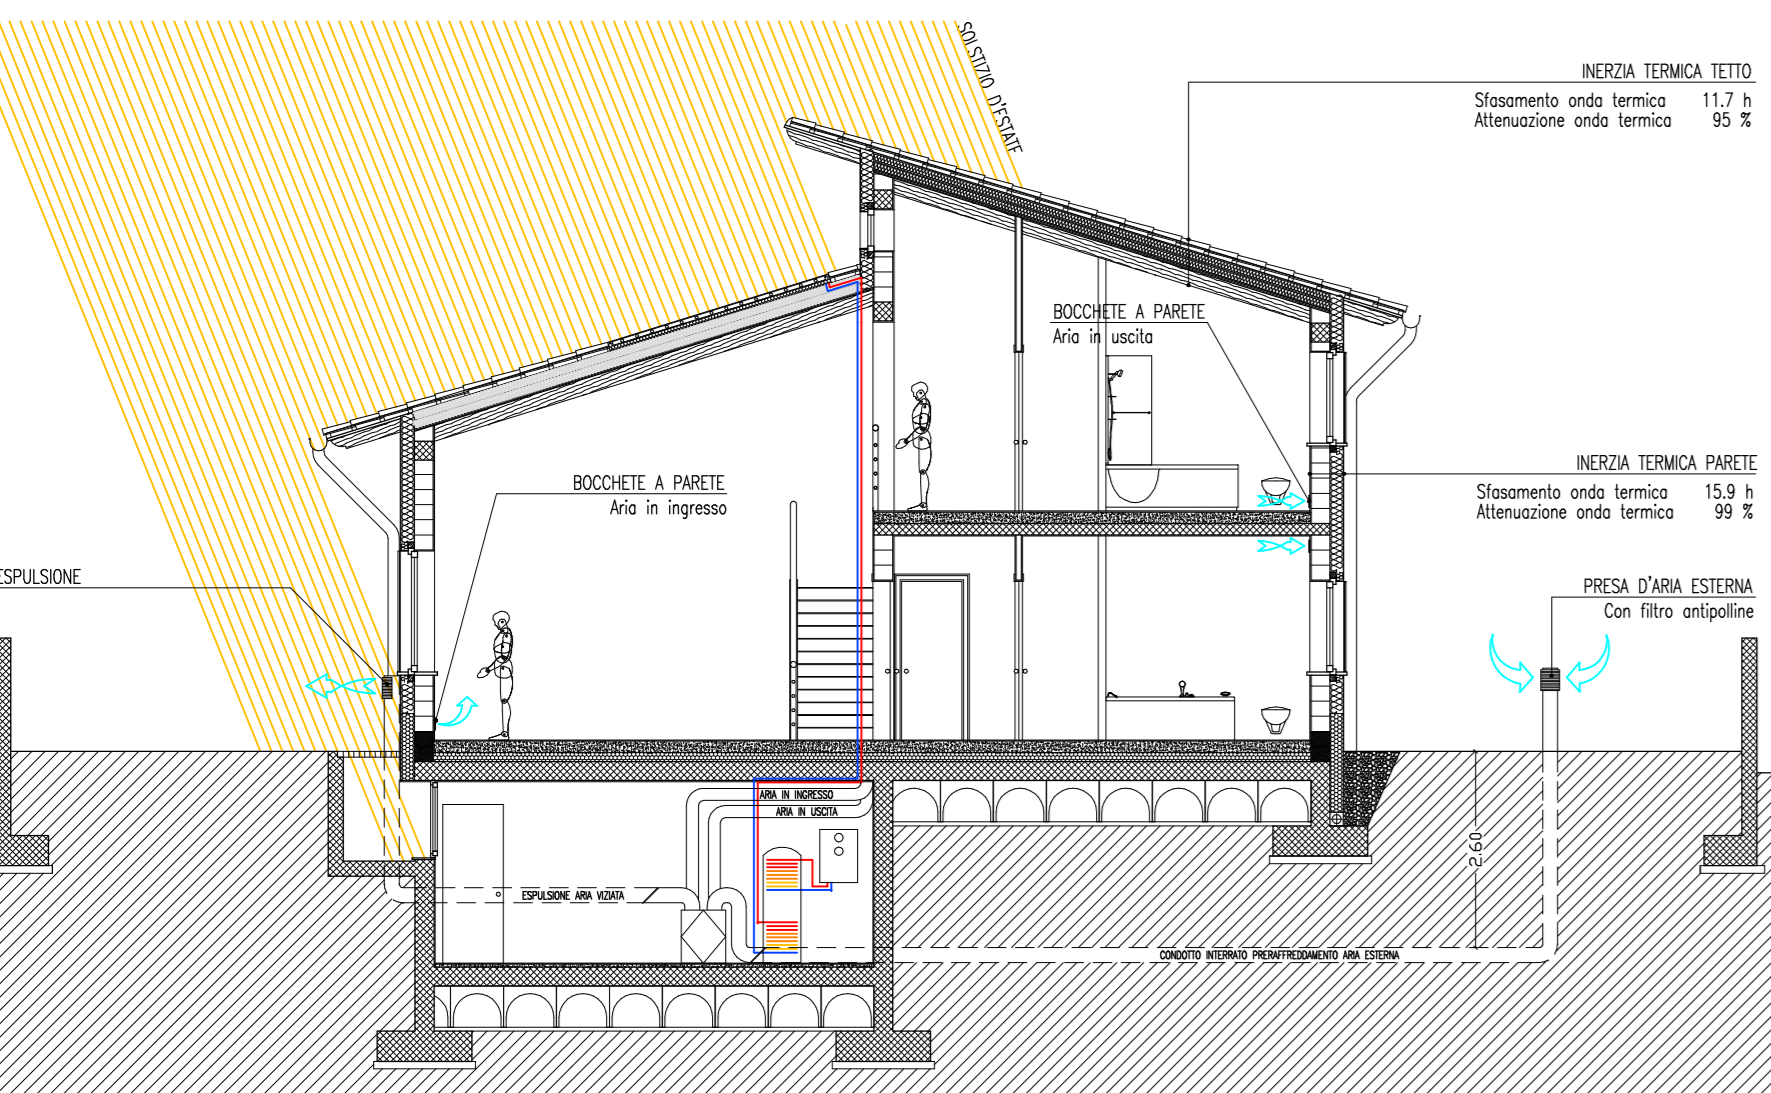 SOLSTIZIO D'ESTATE
INERZIA TERMICA TETTO
Sfasamento onda termica 11.7 h
Attenuazione onda termica 95 %
BOCCHETE A PARETE
Aria in uscita
INERZIA TERMICA PARETE
Sfasamento onda termica 15.9 h
Attenuazione onda termica 99 %
BOCCHETE A PARETE
Aria in ingresso
ESPULSIONE
PRESA D'ARIA ESTERNA
Con filtro antipolline
ARIA IN INGRESSO
ARIA IN USCITA
2.60
ESPULSIONE ARIA VIZIATA
CONDOTTO INTERRATO PRERAFFREDDAMENTO ARIA ESTERNA